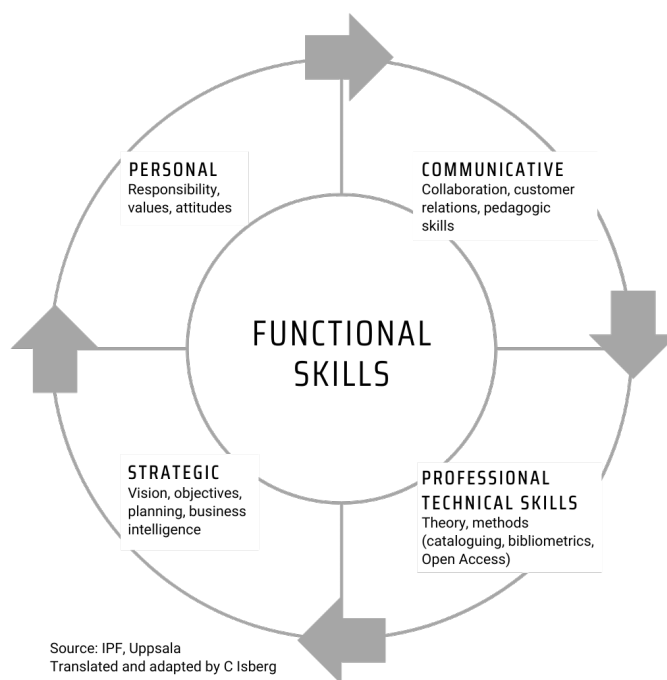 PERSONAL
Responsibility,
values, attitudes
COMMUNICATIVE
Collaboration, customer
relations, pedagogic
skills
FUNCTIONAL
SKILLS
STRATEGIC
Vision, objectives,
planning, business
intelligence
PROFESSIONAL
TECHNICAL SKILLS
Theory, methods
(cataloguing, bibliometrics,
Open Access)
Source: IPF, Uppsala
Translated and adapted by C Isberg